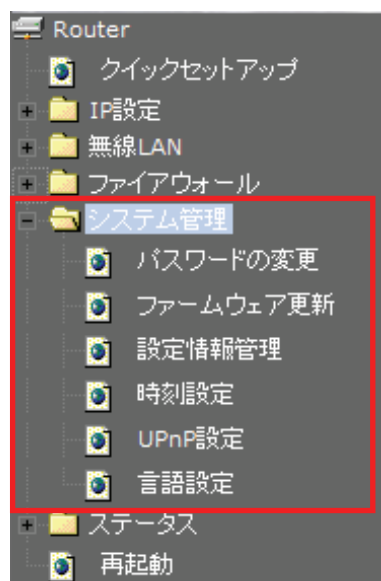 Router
クイックセットアップ
IP設定
無線LAN
ファイアウォール
システム管理
パスワードの変更
ファームウェア更新
設定情報管理
時刻設定
UPnP設定
言語設定
ステータス
再起動